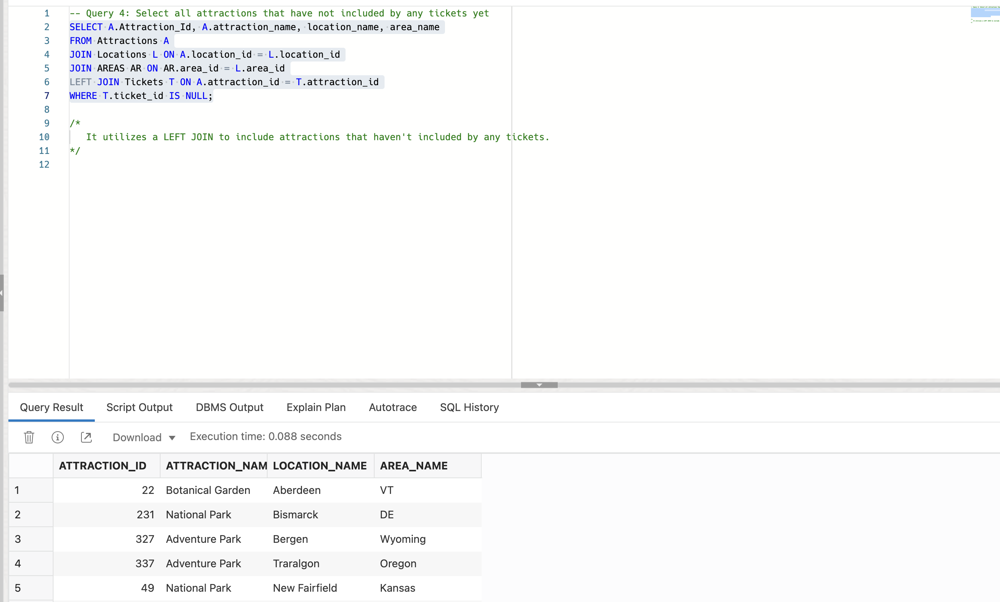 1 -- Query 4: Select all attractions that have not included by any tickets yet
2 SELECT A.Attraction_Id, A.attraction_name, location_name, area_name
3 FROM Attractions A
4 JOIN Locations L ON A.location_id = L.location_id
5 JOIN AREAS AR ON AR.area_id = L.area_id
6 LEFT JOIN Tickets T ON A.attraction_id = T.attraction_id
7 WHERE T.ticket_id IS NULL;
8
9 /*
10 It utilizes a LEFT JOIN to include attractions that haven't included by any tickets.
11 */
12
Query Result Script Output DBMS Output Explain Plan Autotrace SQL History
Download Execution time: 0.088 seconds
ATTRACTION_ID ATTRACTION_NAM LOCATION_NAME AREA_NAME
1 22 Botanical Garden Aberdeen VT
2 231 National Park Bismarck DE
3 327 Adventure Park Bergen Wyoming
4 337 Adventure Park Traralgon Oregon
5 49 National Park New Fairfield Kansas